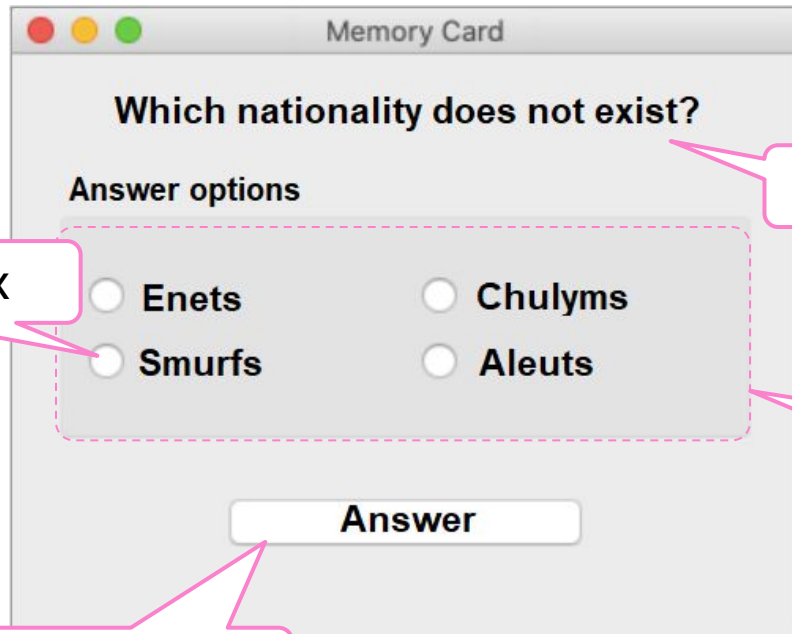 Memory Card
Which nationality does not exist?
Answer options
x
Enets
Chulyms
Smurfs
Aleuts
Answer